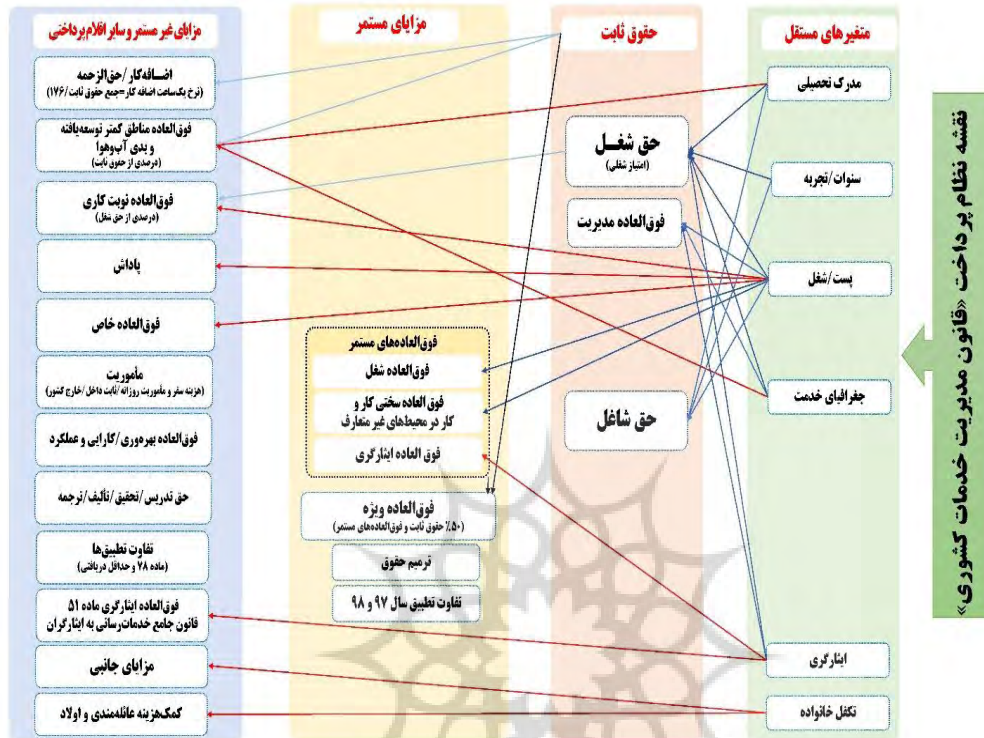 نقشه نظام پرداخت «قانون مدیریت خدمات کشوری»
متغیرهای مستقل
مدرک تحصیلی
سنوات/تجربه
پست/شغل
جغرافیای خدمت
ایثارگری
تکفل خانواده
حقوق ثابت
حق شغل
(امتیاز شغلی)
فوق‌العاده مدیریت
حق شاغل
مزایای مستمر
فوق‌العاده‌های مستمر
فوق‌العاده شغل
فوق‌العاده سختی کار و
کار در محیط‌های غیر متعارف
فوق العاده ایثارگری
فوق‌العاده ویژه
(۵۰٪ حقوق ثابت و فوق‌العاده‌های مستمر)
ترمیم حقوق
تفاوت تطبیق سال ۹۷ و ۹۸
مزایای غیر مستمر و سایر اقلام پرداختی
اضافه‌کار/حق‌الزحمه
(نرخ یک‌ساعت اضافه کار=جمع حقوق ثابت/۱۷۶)
فوق‌العاده مناطق کمتر توسعه‌یافته
و بدی آب‌وهوا
(درصدی از حقوق ثابت)
فوق‌العاده نوبت کاری
(درصدی از حق شغل)
پاداش
فوق‌العاده خاص
مأموریت
(هزینه سفر و مأموریت روزانه/ثابت داخل/خارج کشور)
فوق‌العاده بهره‌وری/کارایی و عملکرد
حق تدریس/تحقیق/تألیف/ترجمه
تفاوت تطبیق‌ها
(ماده ۷۸ و حداقل دریافتی)
فوق‌العاده ایثارگری ماده ۵۱
قانون جامع خدمات‌رسانی به ایثارگران
مزایای جانبی
کمک‌هزینه عائله‌مندی و اولاد